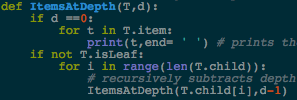 def ItemsAtDepth(T,d):
    if d ==0:
        for t in T.item:
            print(t,end= ' ') # prints th
    if not T.isLeaf:
        for i in range(len(T.child)):
            # recursively subtracts depth
            ItemsAtDepth(T.child[i],d-1)